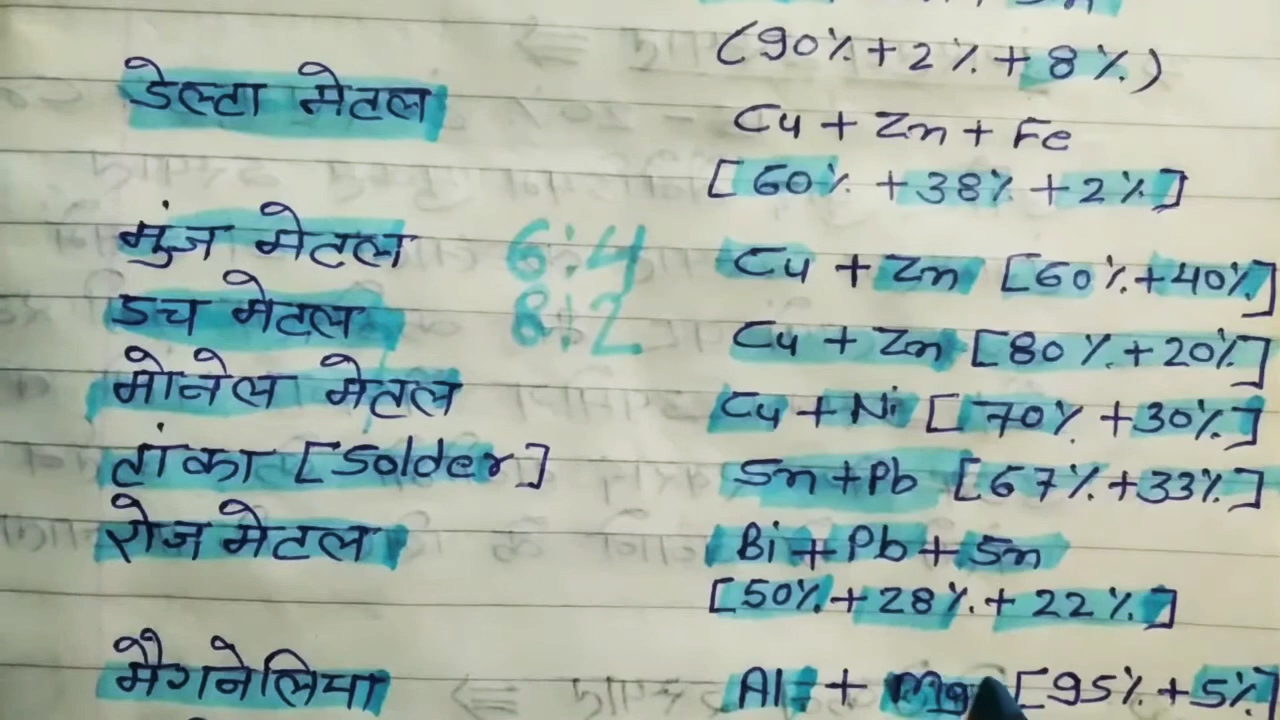 (90% + 2% + 8%)
डेल्टा मेटल
Cu + Zn + Fe
[60% + 38% + 2%]
मुंज मेटल 6:4 Cu + Zn [60% + 40%]
डच मेटल 8:2 Cu + Zn [80% + 20%]
मोनेल मेटल Cu + Ni [70% + 30%]
टांका [Solder] Sn + Pb [67% + 33%]
रोज मेटल Bi + Pb + Sn
[50% + 28% + 22%]
मैगनेलिया Al + Mg [95% + 5%]